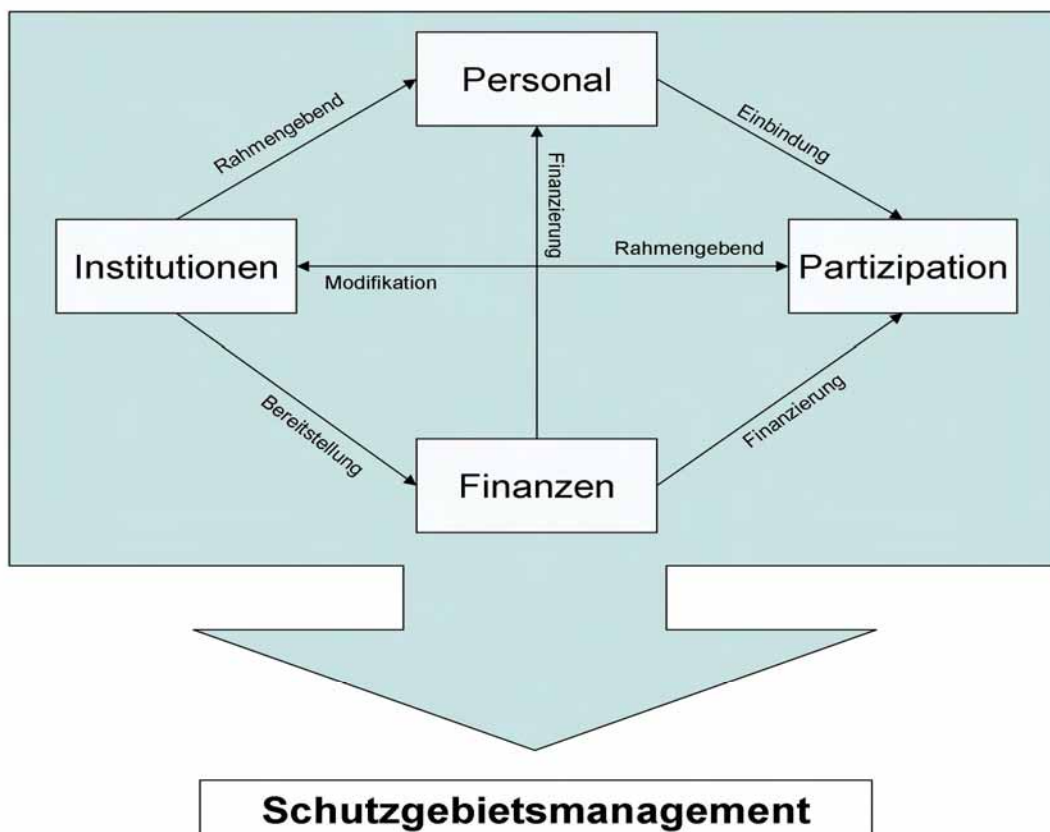 Personal
Rahmengebend
Einbindung
Finanzierung
Institutionen
Rahmengebend
Partizipation
Modifikation
Bereitstellung
Finanzierung
Finanzen
Schutzgebietsmanagement